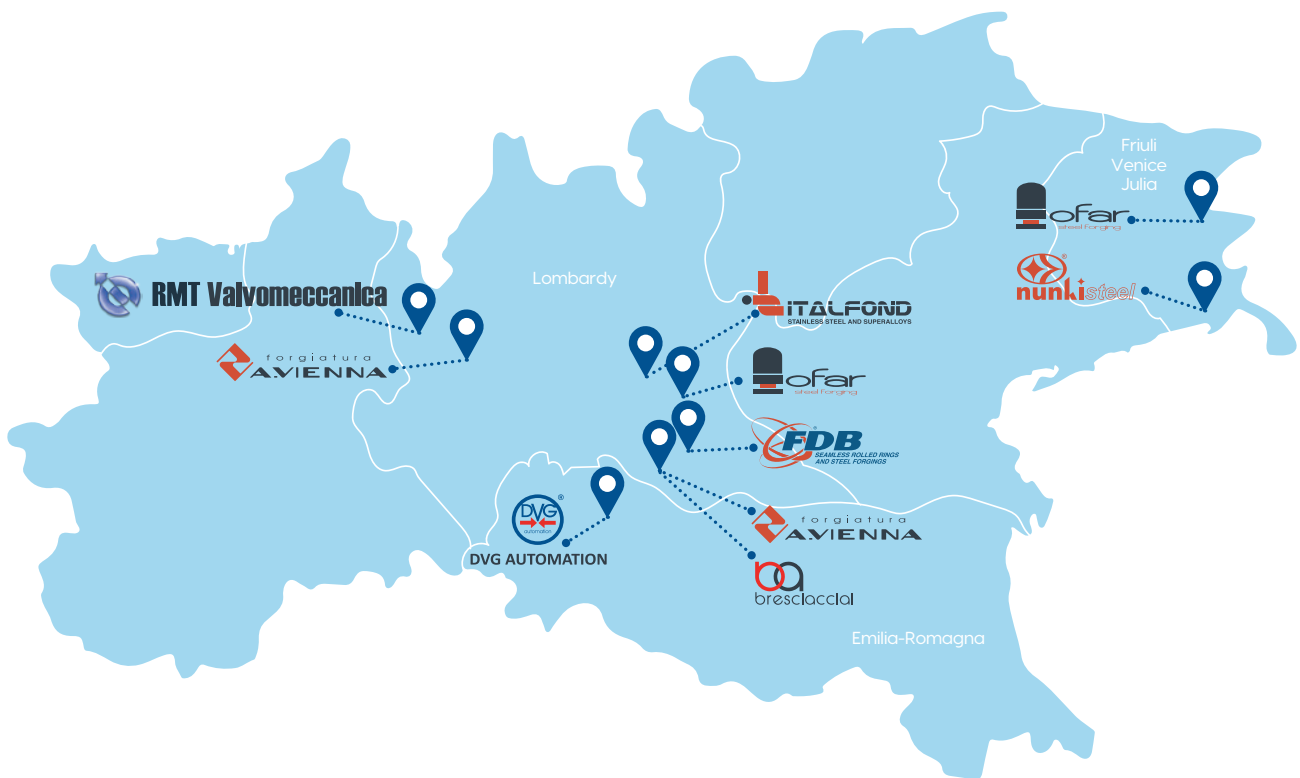 Friuli
Venice
Julia
ofar
steel forging
nunkisteel®
Lombardy
RMT Valvomeccanica
ITALFOND
STAINLESS STEEL AND SUPERALLOYS
forgiatura
A.VIENNA
ofar
steel forging
FDB®
SEAMLESS ROLLED RINGS
AND STEEL FORGINGS
DVG®
automation
DVG AUTOMATION
forgiatura
A.VIENNA
ba
bresciacciai
Emilia-Romagna